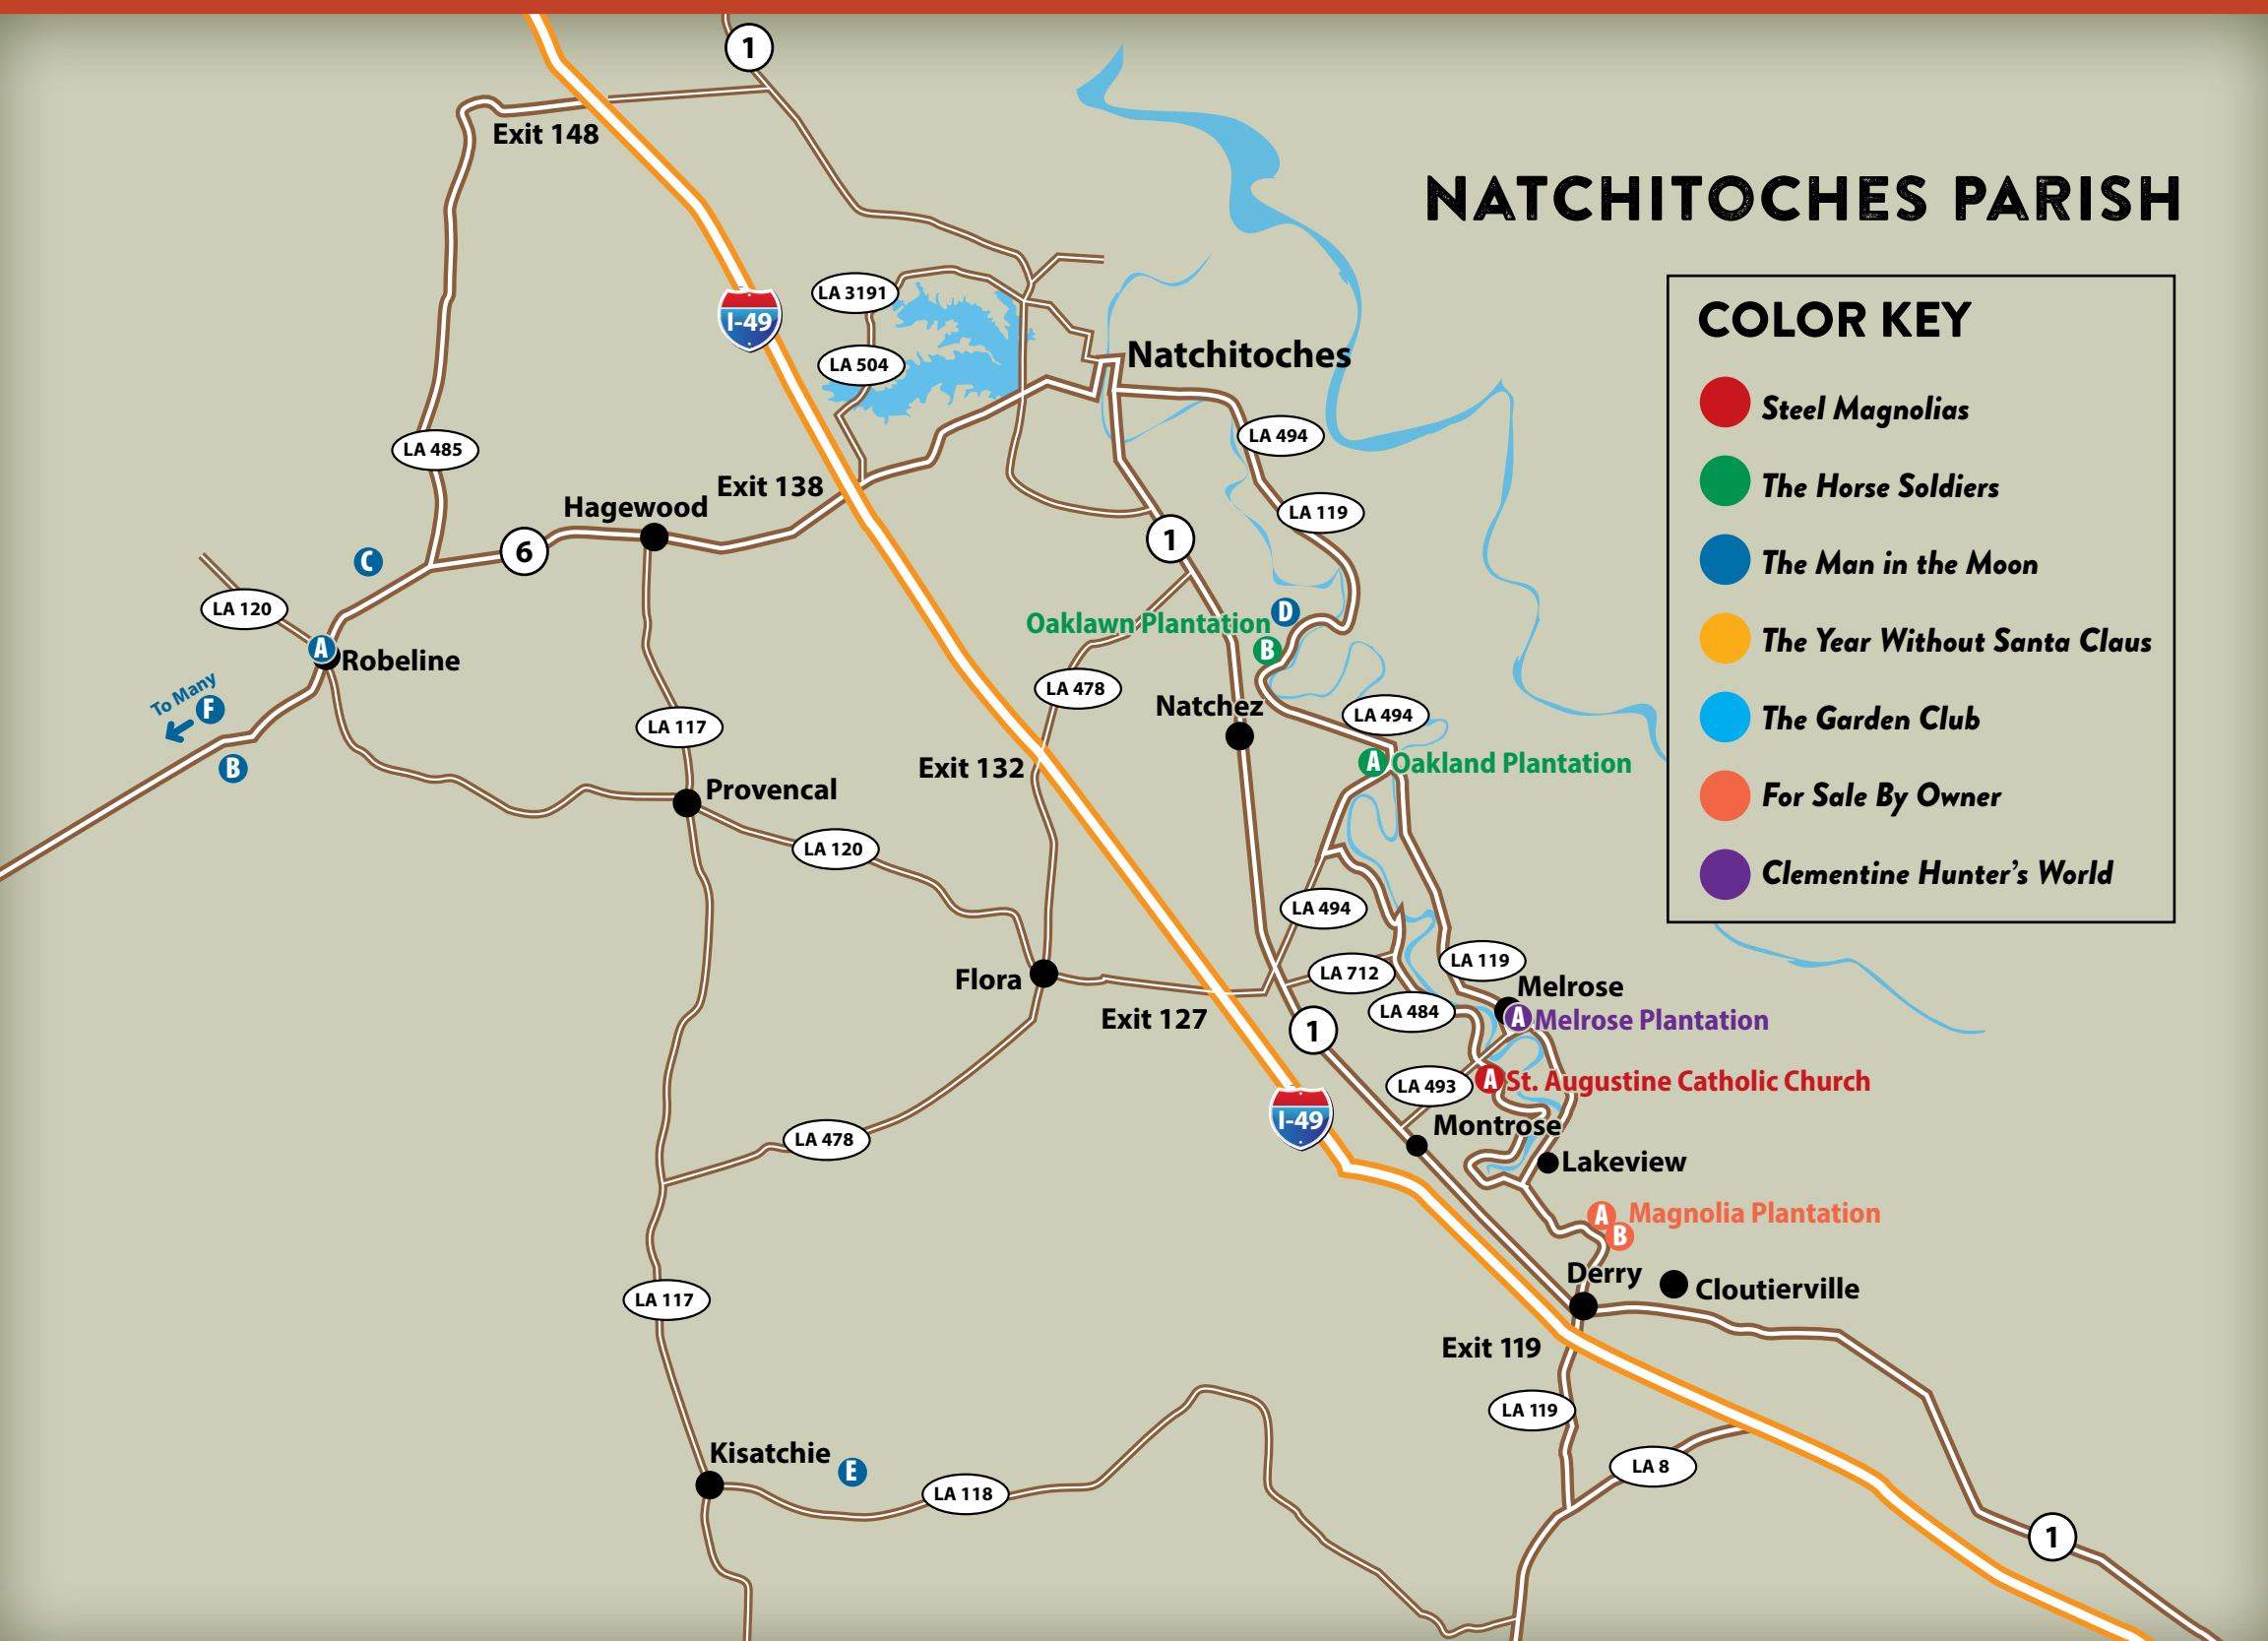 1
Exit 148
NATCHITOCHES PARISH
LA 3191
I-49
LA 504
Natchitoches
COLOR KEY
Steel Magnolias
The Horse Soldiers
The Man in the Moon
The Year Without Santa Claus
The Garden Club
For Sale By Owner
Clementine Hunter's World
LA 485
LA 494
Exit 138
Hagewood
LA 119
6
1
C
LA 120
D
Oaklawn Plantation
B
A
Robeline
LA 478
To Many
F
Natchez
LA 494
LA 117
B
Exit 132
A
Oakland Plantation
Provencal
LA 120
LA 494
LA 119
Flora
LA 712
Melrose
LA 484
A
Melrose Plantation
Exit 127
1
LA 493
A
St. Augustine Catholic Church
I-49
Montrose
LA 478
Lakeview
A
Magnolia Plantation
B
Derry
Cloutierville
LA 117
Exit 119
LA 119
Kisatchie
E
LA 8
LA 118
1